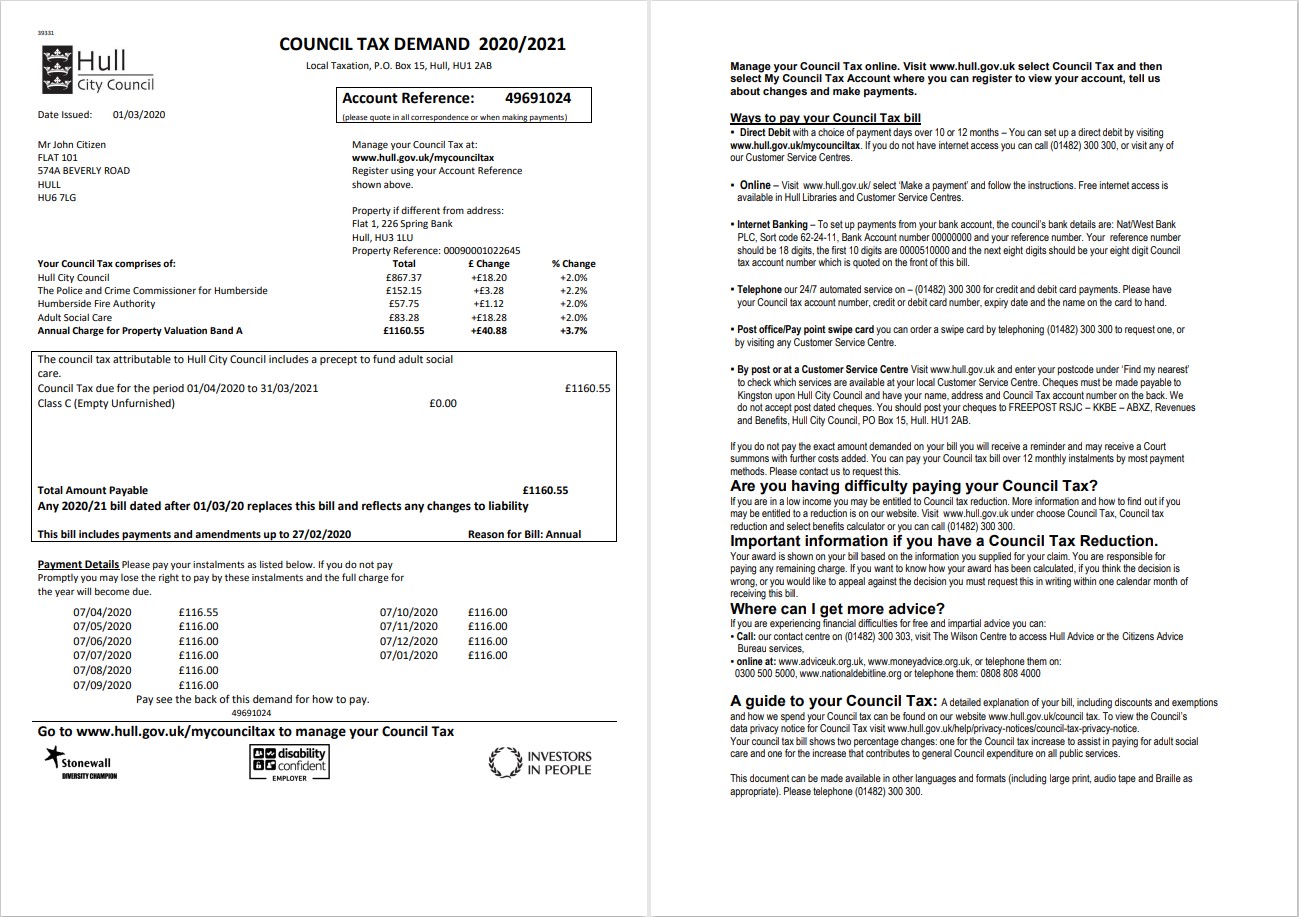 39331
Hull
City Council
COUNCIL TAX DEMAND 2020/2021
Local Taxation, P.O. Box 15, Hull, HU1 2AB
Account Reference: 49691024
(please quote in all correspondence or when making payments)
Date Issued: 01/03/2020
Mr John Citizen
FLAT 101
574A BEVERLY ROAD
HULL
HU6 7LG
Manage your Council Tax at:
www.hull.gov.uk/mycounciltax
Register using your Account Reference
shown above.
Property if different from address:
Flat 1, 226 Spring Bank
Hull, HU3 1LU
Property Reference: 00090001022645
Your Council Tax comprises of: Total £ Change % Change
Hull City Council £867.37 +£18.20 +2.0%
The Police and Crime Commissioner for Humberside £152.15 +£3.28 +2.2%
Humberside Fire Authority £57.75 +£1.12 +2.0%
Adult Social Care £83.28 +£18.28 +2.0%
Annual Charge for Property Valuation Band A £1160.55 +£40.88 +3.7%
The council tax attributable to Hull City Council includes a precept to fund adult social
care.
Council Tax due for the period 01/04/2020 to 31/03/2021 £1160.55
Class C (Empty Unfurnished) £0.00
Total Amount Payable £1160.55
Any 2020/21 bill dated after 01/03/20 replaces this bill and reflects any changes to liability
This bill includes payments and amendments up to 27/02/2020 Reason for Bill: Annual
Payment Details Please pay your instalments as listed below. If you do not pay
Promptly you may lose the right to pay by these instalments and the full charge for
the year will become due.
07/04/2020 £116.55 07/10/2020 £116.00
07/05/2020 £116.00 07/11/2020 £116.00
07/06/2020 £116.00 07/12/2020 £116.00
07/07/2020 £116.00 07/01/2020 £116.00
07/08/2020 £116.00
07/09/2020 £116.00
Pay see the back of this demand for how to pay.
49691024
Go to www.hull.gov.uk/mycounciltax to manage your Council Tax
Stonewall
DIVERSITY CHAMPION
disability
confident
EMPLOYER
INVESTORS
IN PEOPLE
Manage your Council Tax online. Visit www.hull.gov.uk select Council Tax and then
select My Council Tax Account where you can register to view your account, tell us
about changes and make payments.
Ways to pay your Council Tax bill
▪ Direct Debit with a choice of payment days over 10 or 12 months – You can set up a direct debit by visiting
www.hull.gov.uk/mycounciltax. If you do not have internet access you can call (01482) 300 300, or visit any of
our Customer Service Centres.
▪ Online – Visit www.hull.gov.uk/ select ‘Make a payment’ and follow the instructions. Free internet access is
available in Hull Libraries and Customer Service Centres.
▪ Internet Banking – To set up payments from your bank account, the council’s bank details are: Nat/West Bank
PLC, Sort code 62-24-11, Bank Account number 00000000 and your reference number. Your reference number
should be 18 digits, the first 10 digits are 0000510000 and the next eight digits should be your eight digit Council
tax account number which is quoted on the front of this bill.
▪ Telephone our 24/7 automated service on – (01482) 300 300 for credit and debit card payments. Please have
your Council tax account number, credit or debit card number, expiry date and the name on the card to hand.
▪ Post office/Pay point swipe card you can order a swipe card by telephoning (01482) 300 300 to request one, or
by visiting any Customer Service Centre.
▪ By post or at a Customer Service Centre Visit www.hull.gov.uk and enter your postcode under ‘Find my nearest’
to check which services are available at your local Customer Service Centre. Cheques must be made payable to
Kingston upon Hull City Council and have your name, address and Council Tax account number on the back. We
do not accept post dated cheques. You should post your cheques to FREEPOST RSJC – KKBE – ABXZ, Revenues
and Benefits, Hull City Council, PO Box 15, Hull. HU1 2AB.
If you do not pay the exact amount demanded on your bill you will receive a reminder and may receive a Court
summons with further costs added. You can pay your Council tax bill over 12 monthly instalments by most payment
methods. Please contact us to request this.
Are you having difficulty paying your Council Tax?
If you are in a low income you may be entitled to Council tax reduction. More information and how to find out if you
may be entitled to a reduction is on our website. Visit www.hull.gov.uk under choose Council Tax, Council tax
reduction and select benefits calculator or you can call (01482) 300 300.
Important information if you have a Council Tax Reduction.
Your award is shown on your bill based on the information you supplied for your claim. You are responsible for
paying any remaining charge. If you want to know how your award has been calculated, if you think the decision is
wrong, or you would like to appeal against the decision you must request this in writing within one calendar month of
receiving this bill.
Where can I get more advice?
If you are experiencing financial difficulties for free and impartial advice you can:
▪ Call: our contact centre on (01482) 300 303, visit The Wilson Centre to access Hull Advice or the Citizens Advice
Bureau services,
▪ online at: www.adviceuk.org.uk, www.moneyadvice.org.uk, or telephone them on:
0300 500 5000, www.nationaldebitline.org or telephone them: 0808 808 4000
A guide to your Council Tax: A detailed explanation of your bill, including discounts and exemptions
and how we spend your Council tax can be found on our website www.hull.gov.uk/council tax. To view the Council’s
data privacy notice for Council Tax visit www.hull.gov.uk/help/privacy-notices/council-tax-privacy-notice.
Your council tax bill shows two percentage changes: one for the Council tax increase to assist in paying for adult social
care and one for the increase that contributes to general Council expenditure on all public services.
This document can be made available in other languages and formats (including large print, audio tape and Braille as
appropriate). Please telephone (01482) 300 300.